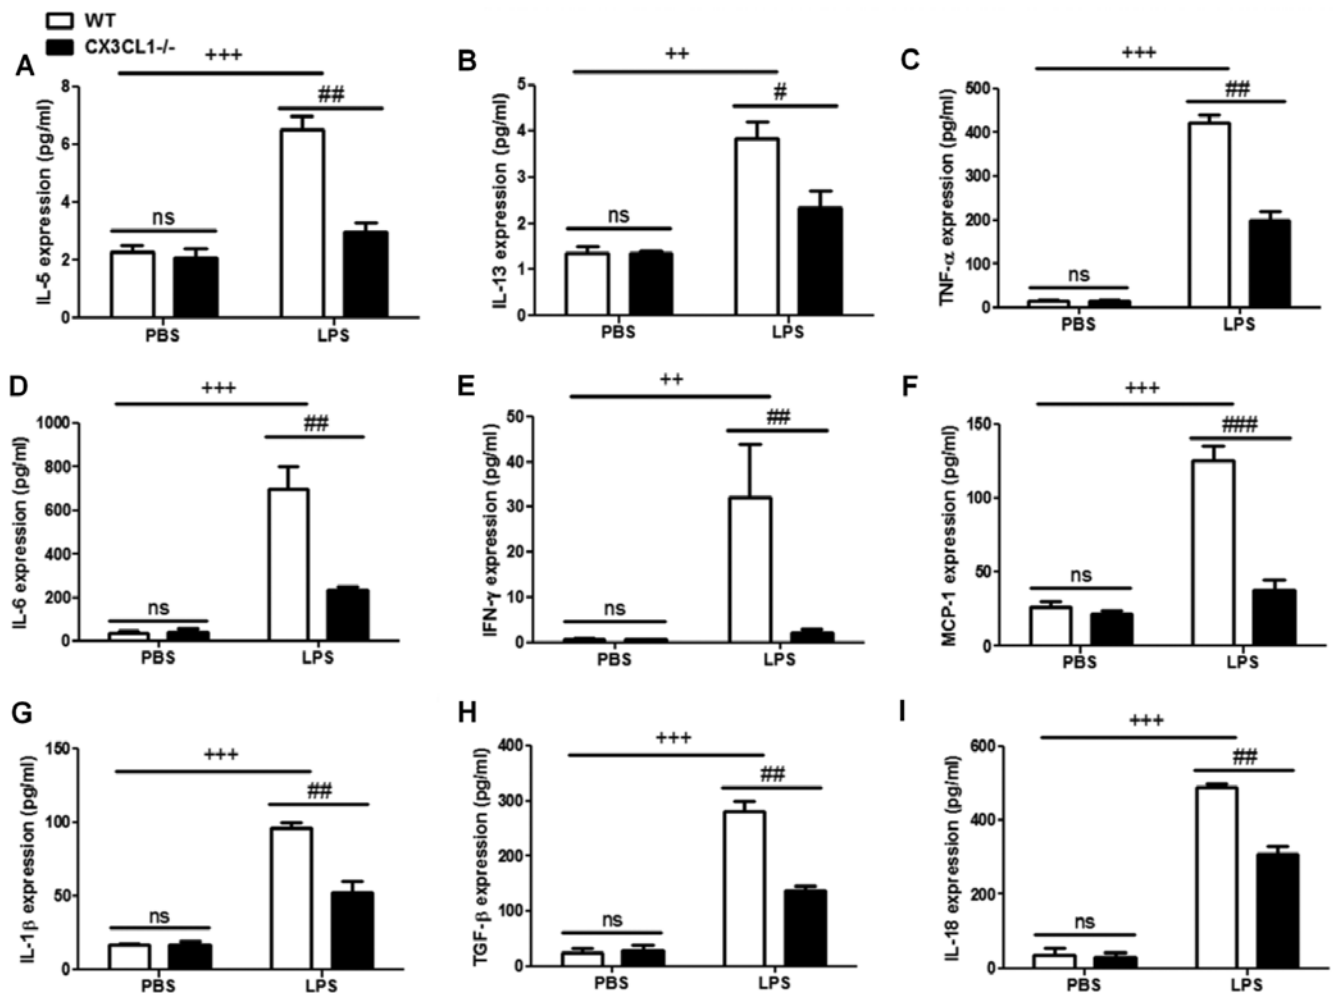 WT
CX3CL1-/-
A
+++
##
ns
8
6
4
2
0
IL-5 expression (pg/ml)
PBS
LPS
B
++
#
ns
5
4
3
2
1
0
IL-13 expression (pg/ml)
PBS
LPS
C
+++
##
ns
500
400
300
200
100
0
TNF-α expression (pg/ml)
PBS
LPS
D
+++
##
ns
1000
800
600
400
200
0
IL-6 expression (pg/ml)
PBS
LPS
E
++
##
ns
50
40
30
20
10
0
IFN-γ expression (pg/ml)
PBS
LPS
F
+++
###
ns
150
100
50
0
MCP-1 expression (pg/ml)
PBS
LPS
G
+++
##
ns
150
100
50
0
IL-1β expression (pg/ml)
PBS
LPS
H
+++
##
ns
400
300
200
100
0
TGF-β expression (pg/ml)
PBS
LPS
I
+++
##
ns
600
400
200
0
IL-18 expression (pg/ml)
PBS
LPS